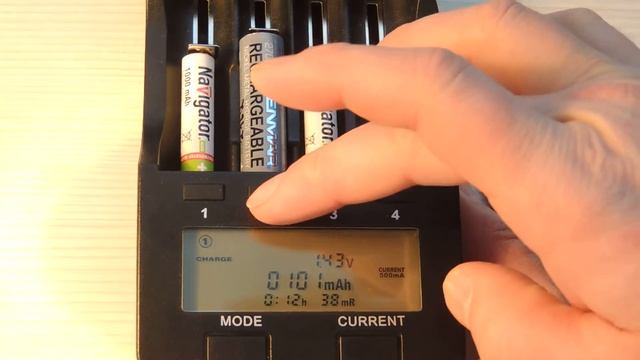 Navigator
1000 mAh
RECHARGEABLE
1 3 4
1
CHARGE 1.43V
CURRENT
500mA
0101mAh
0:12h 38mR
MODE CURRENT